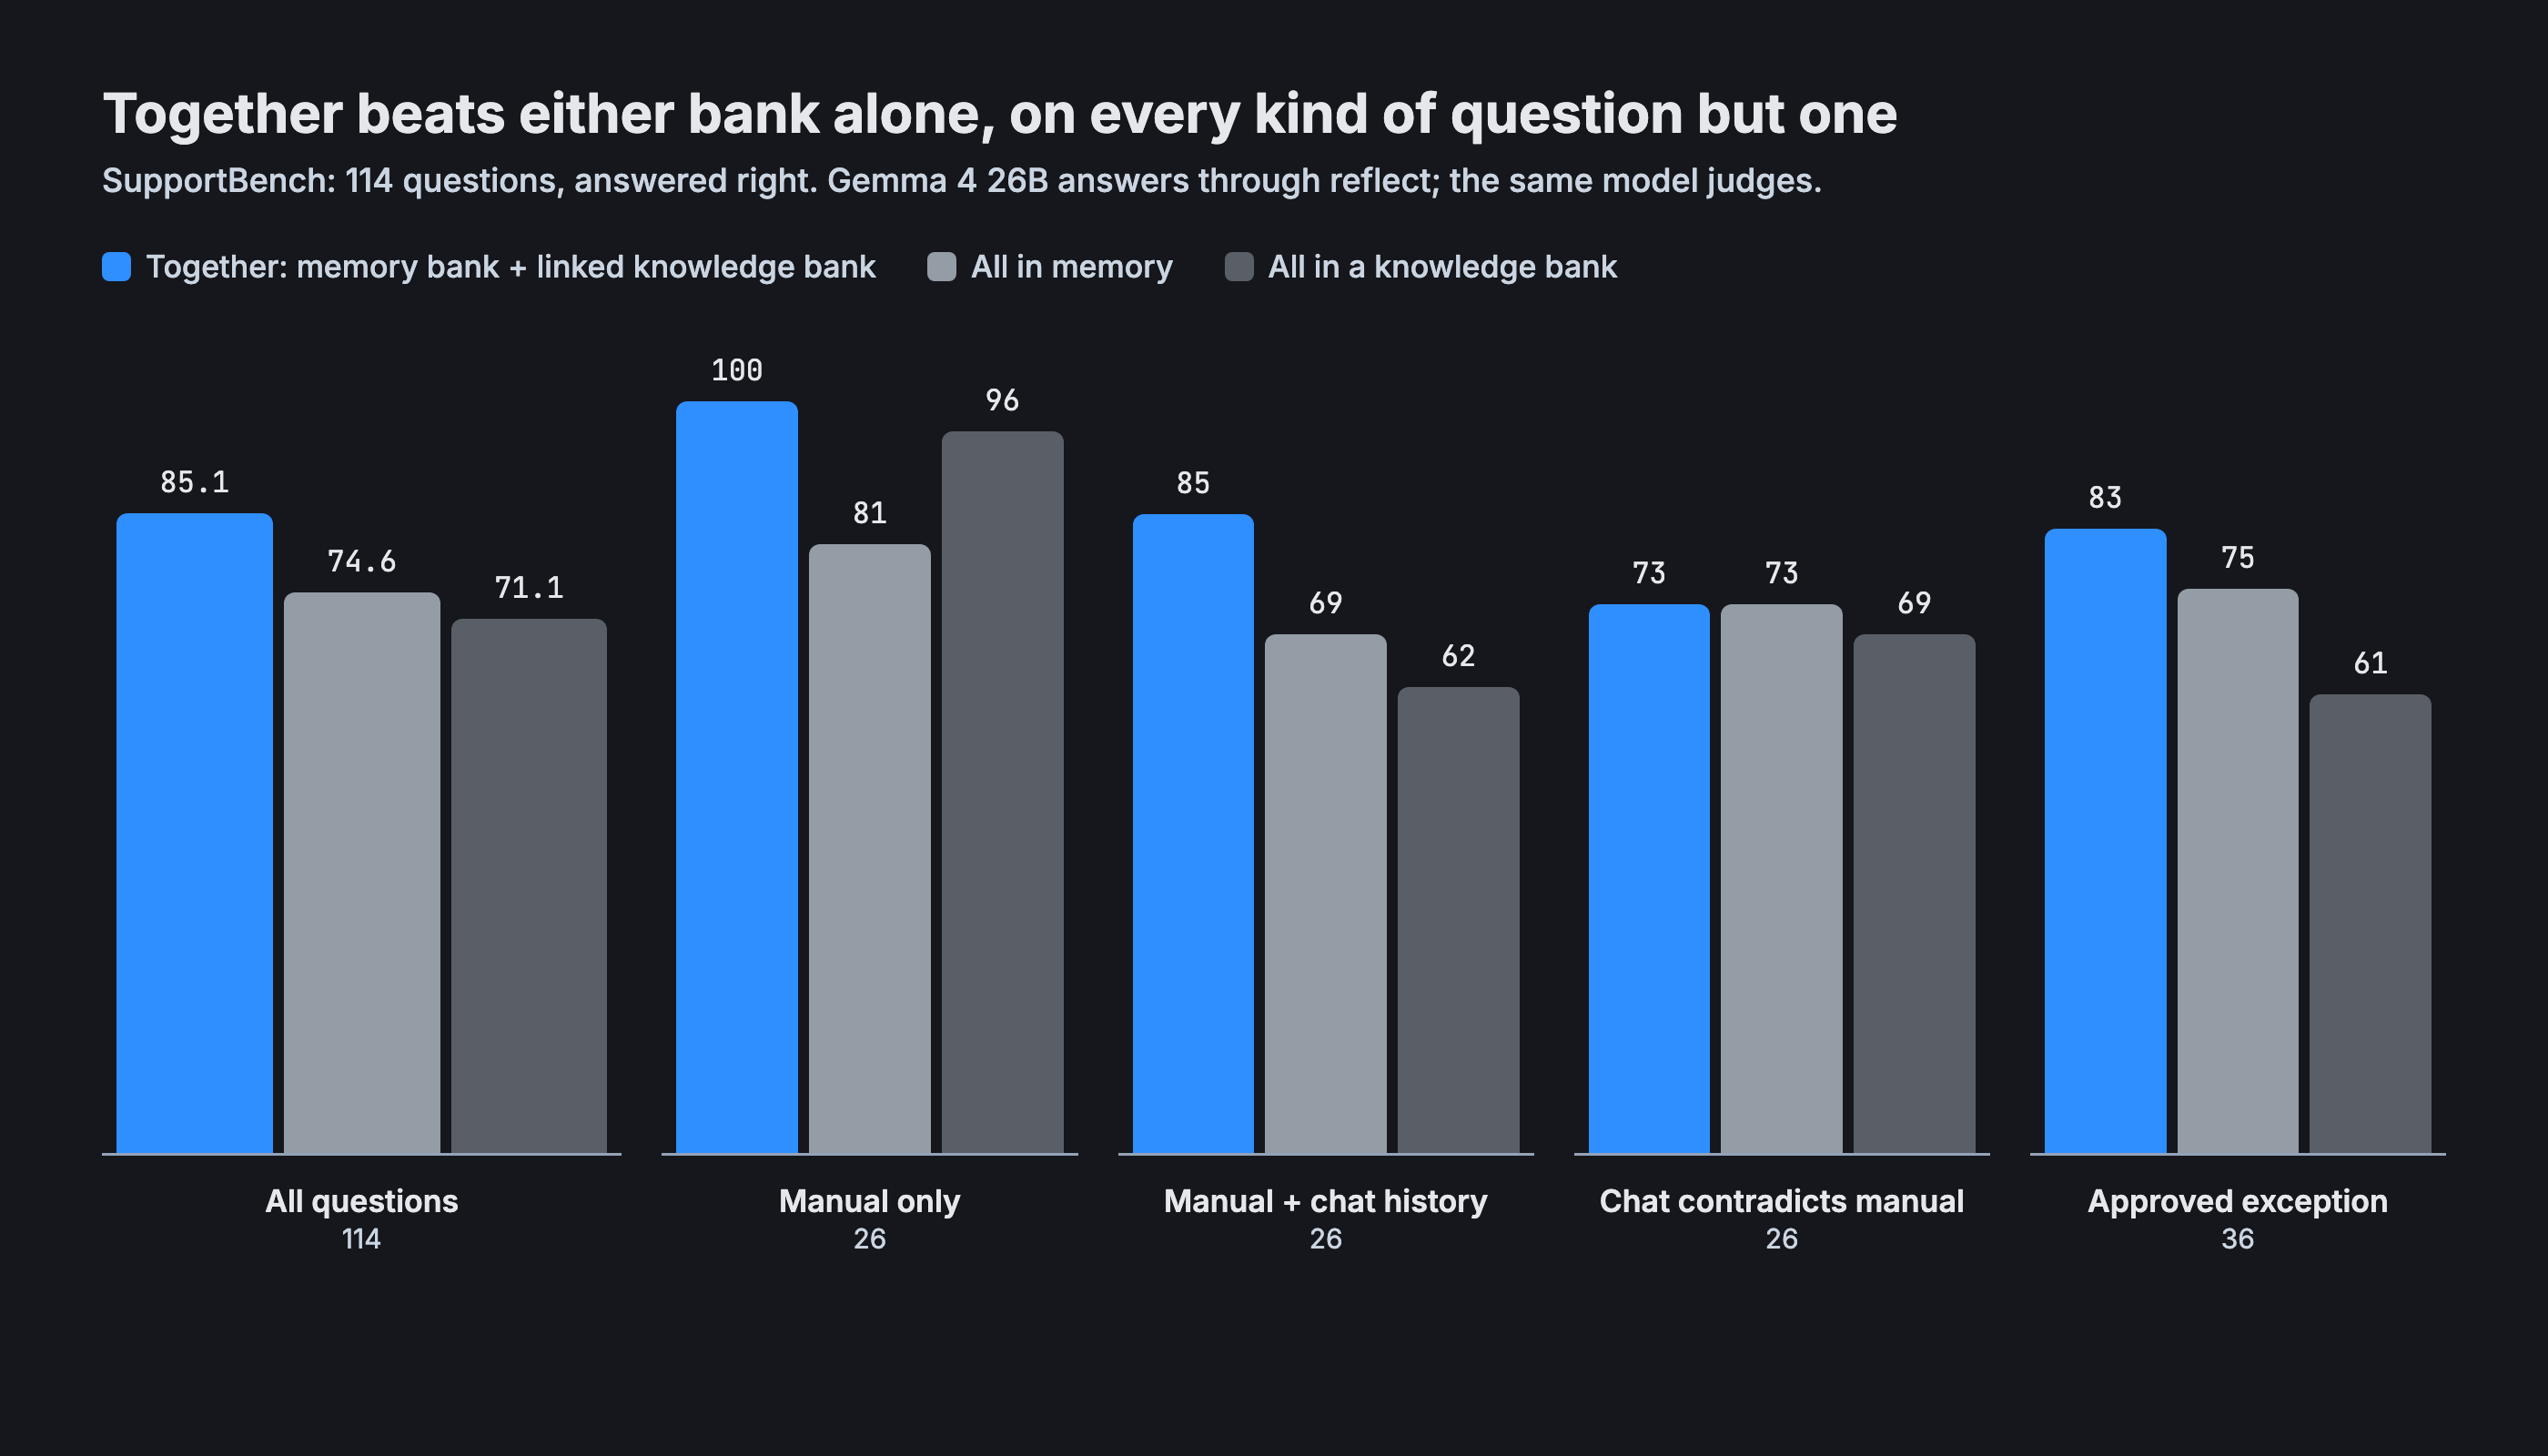 Together beats either bank alone, on every kind of question but one
SupportBench: 114 questions, answered right. Gemma 4 26B answers through reflect; the same model judges.
Together: memory bank + linked knowledge bank
All in memory
All in a knowledge bank
85.1
74.6
71.1
All questions
114
100
81
96
Manual only
26
85
69
62
Manual + chat history
26
73
73
69
Chat contradicts manual
26
83
75
61
Approved exception
36